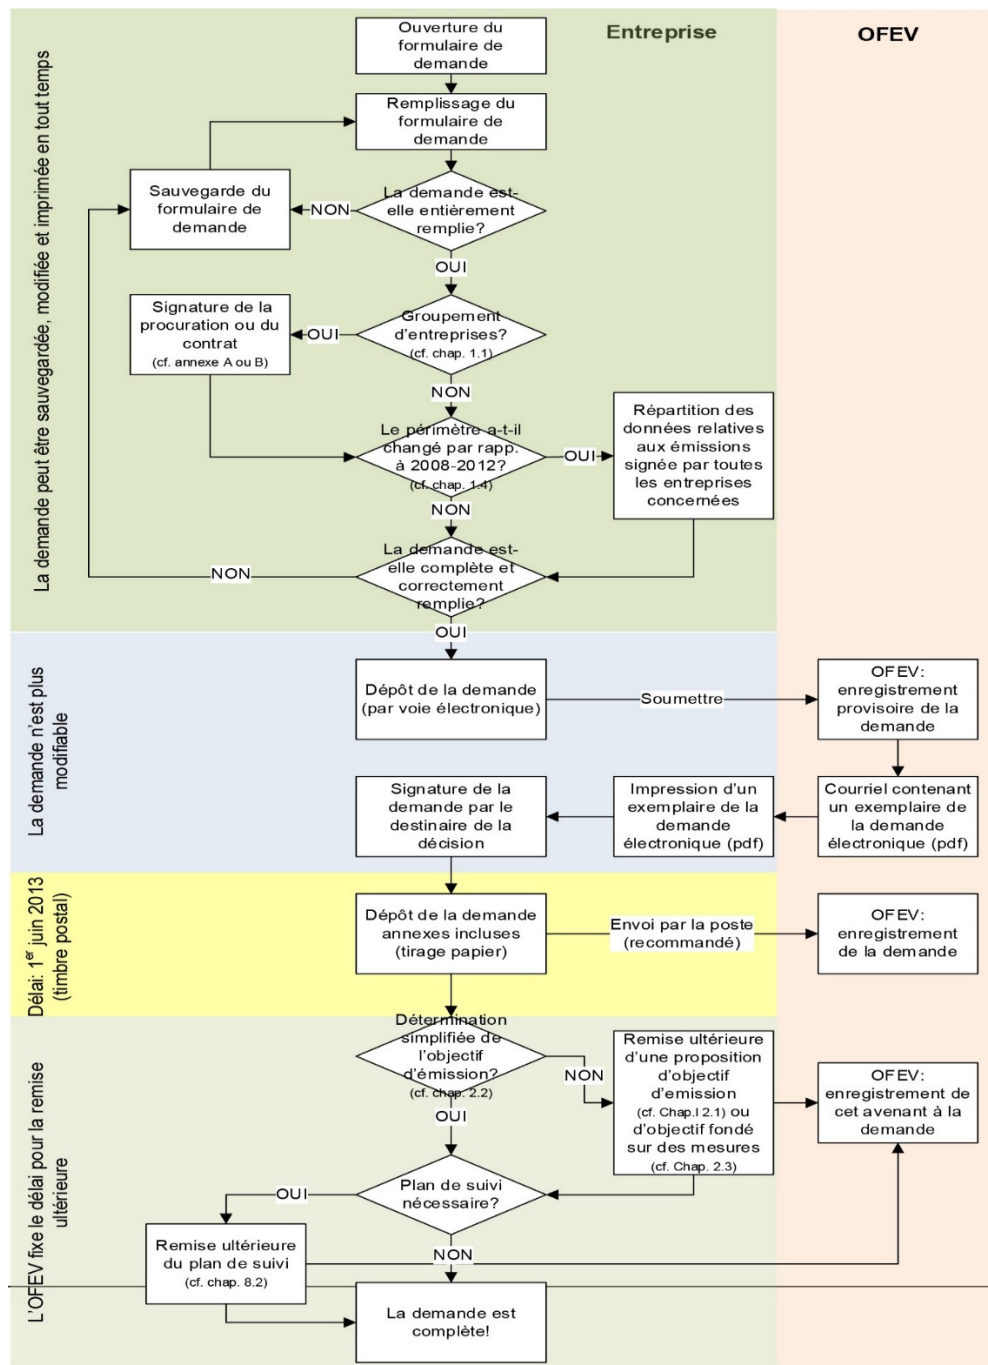 Entreprise
OFEV
La demande peut être sauvegardée, modifiée et imprimée en tout temps
Ouverture du
formulaire de
demande
Remplissage du
formulaire de
demande
Sauvegarde du
formulaire de
demande
NON
La demande est-
elle entièrement
remplie?
OUI
Signature de la
procuration ou du
contrat
(cf. annexe A ou B)
OUI
Groupement
d'entreprises?
(cf. chap. 1.1)
NON
Le périmètre a-t-il
changé par rapp.
à 2008-2012?
(cf. chap. 1.4)
OUI
Répartition des
données relatives
aux émissions
signée par toutes
les entreprises
concernées
NON
La demande est-
elle complète et
correctement
remplie?
NON
OUI
La demande n'est plus
modifiable
Dépôt de la demande
(par voie électronique)
Soumettre
OFEV:
enregistrement
provisoire de la
demande
Signature de la
demande par le
destinaire de la
décision
Impression d'un
exemplaire de la
demande
électronique (pdf)
Courriel contenant
un exemplaire de
la demande
électronique (pdf)
Délai: 1er juin 2013
(timbre postal)
Dépôt de la demande
annexes incluses
(tirage papier)
Envoi par la poste
(recommandé)
OFEV:
enregistrement
de la demande
L'OFEV fixe le délai pour la remise
ultérieure
Détermination
simplifiée de
l'objectif
d'émission?
(cf. chap. 2.2)
NON
Remise ultérieure
d'une proposition
d'objectif
d'emission
(cf. Chap.l 2.1) ou
d'objectif fondé
sur des mesures
(cf. Chap. 2.3)
OFEV:
enregistrement de
cet avenant à la
demande
OUI
Plan de suivi
nécessaire?
OUI
Remise ultérieure
du plan de suivi
(cf. chap. 8.2)
NON
La demande est
complète!